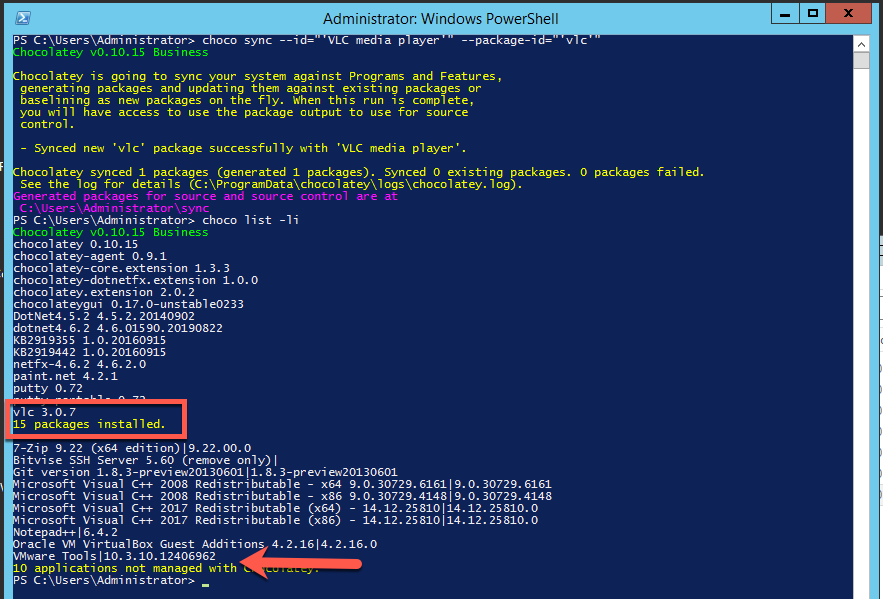 Administrator: Windows PowerShell
PS C:\Users\Administrator> choco sync --id="'VLC media player'" --package-id="'vlc'"
Chocolatey v0.10.15 Business
Chocolatey is going to sync your system against Programs and Features,
generating packages and updating them against existing packages or
baselining as new packages on the fly. When this run is complete,
you will have access to use the package output to use for source
control.
- Synced new 'vlc' package successfully with 'VLC media player'.
Chocolatey synced 1 packages (generated 1 packages). Synced 0 existing packages. 0 packages failed.
See the log for details (C:\ProgramData\chocolatey\logs\chocolatey.log).
Generated packages for source and source control are at
C:\Users\Administrator\sync
PS C:\Users\Administrator> choco list -li
Chocolatey v0.10.15 Business
chocolatey 0.10.15
chocolatey-agent 0.9.1
chocolatey-core.extension 1.3.3
chocolatey-dotnetfx.extension 1.0.0
chocolatey.extension 2.0.2
chocolateygui 0.17.0-unstable0233
DotNet4.5.2 4.5.2.20140902
dotnet4.6.2 4.6.01590.20190822
KB2919355 1.0.20160915
KB2919442 1.0.20160915
netfx-4.6.2 4.6.2.0
paint.net 4.2.1
putty 0.72
putty.portable 0.72
vlc 3.0.7
15 packages installed.
7-Zip 9.22 (x64 edition)|9.22.00.0
Bitvise SSH Server 5.60 (remove only)|
Git version 1.8.3-preview20130601|1.8.3-preview20130601
Microsoft Visual C++ 2008 Redistributable - x64 9.0.30729.6161|9.0.30729.6161
Microsoft Visual C++ 2008 Redistributable - x86 9.0.30729.4148|9.0.30729.4148
Microsoft Visual C++ 2017 Redistributable (x64) - 14.12.25810|14.12.25810.0
Microsoft Visual C++ 2017 Redistributable (x86) - 14.12.25810|14.12.25810.0
Notepad++|6.4.2
Oracle VM VirtualBox Guest Additions 4.2.16|4.2.16.0
VMware Tools|10.3.10.12406962
10 applications not managed with Chocolatey.
PS C:\Users\Administrator>